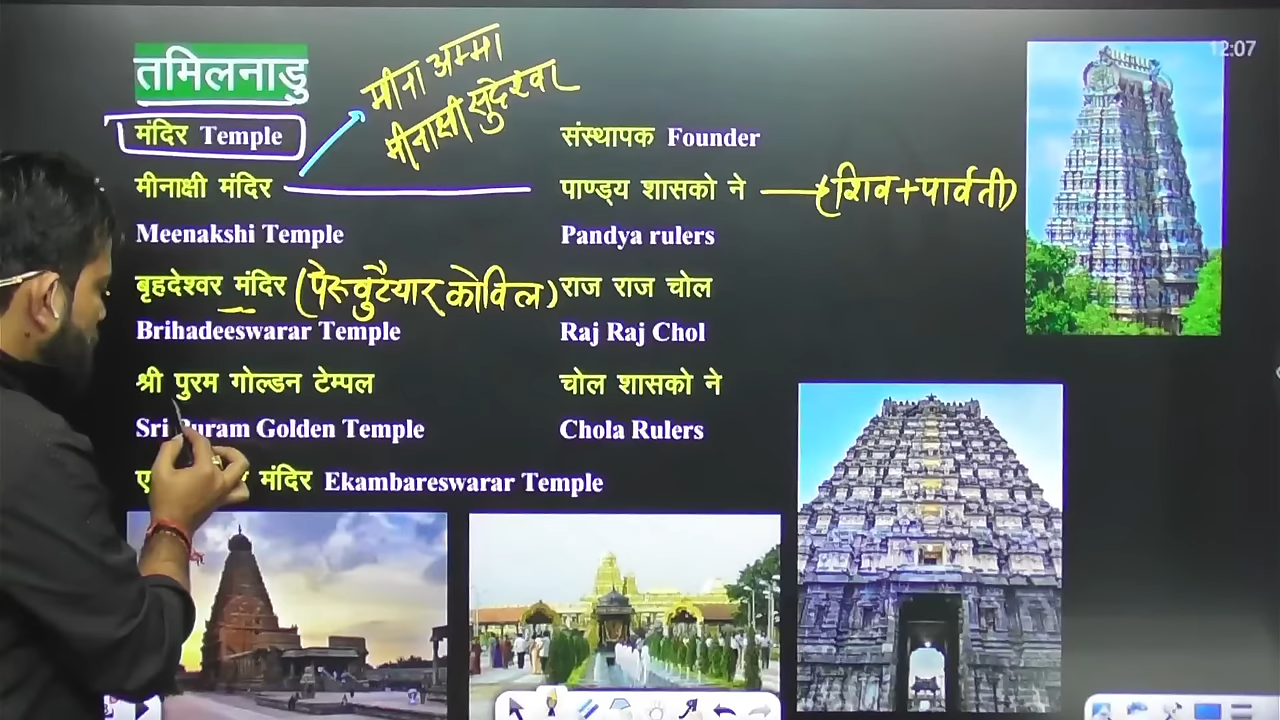 12:07
तमिलनाडु
मीना अम्मा
मीनाक्षी सुदेश्वर
मंदिर Temple
संस्थापक Founder
मीनाक्षी मंदिर
पाण्ड्य शासको ने
(शिव+पार्वती)
Meenakshi Temple
Pandya rulers
बृहदेश्वर मंदिर (पेरूवुटैयार कोविल)
राज राज चोल
Brihadeeswarar Temple
Raj Raj Chol
श्री पुरम गोल्डन टेम्पल
चोल शासको ने
Sri Puram Golden Temple
Chola Rulers
मंदिर Ekambareswarar Temple